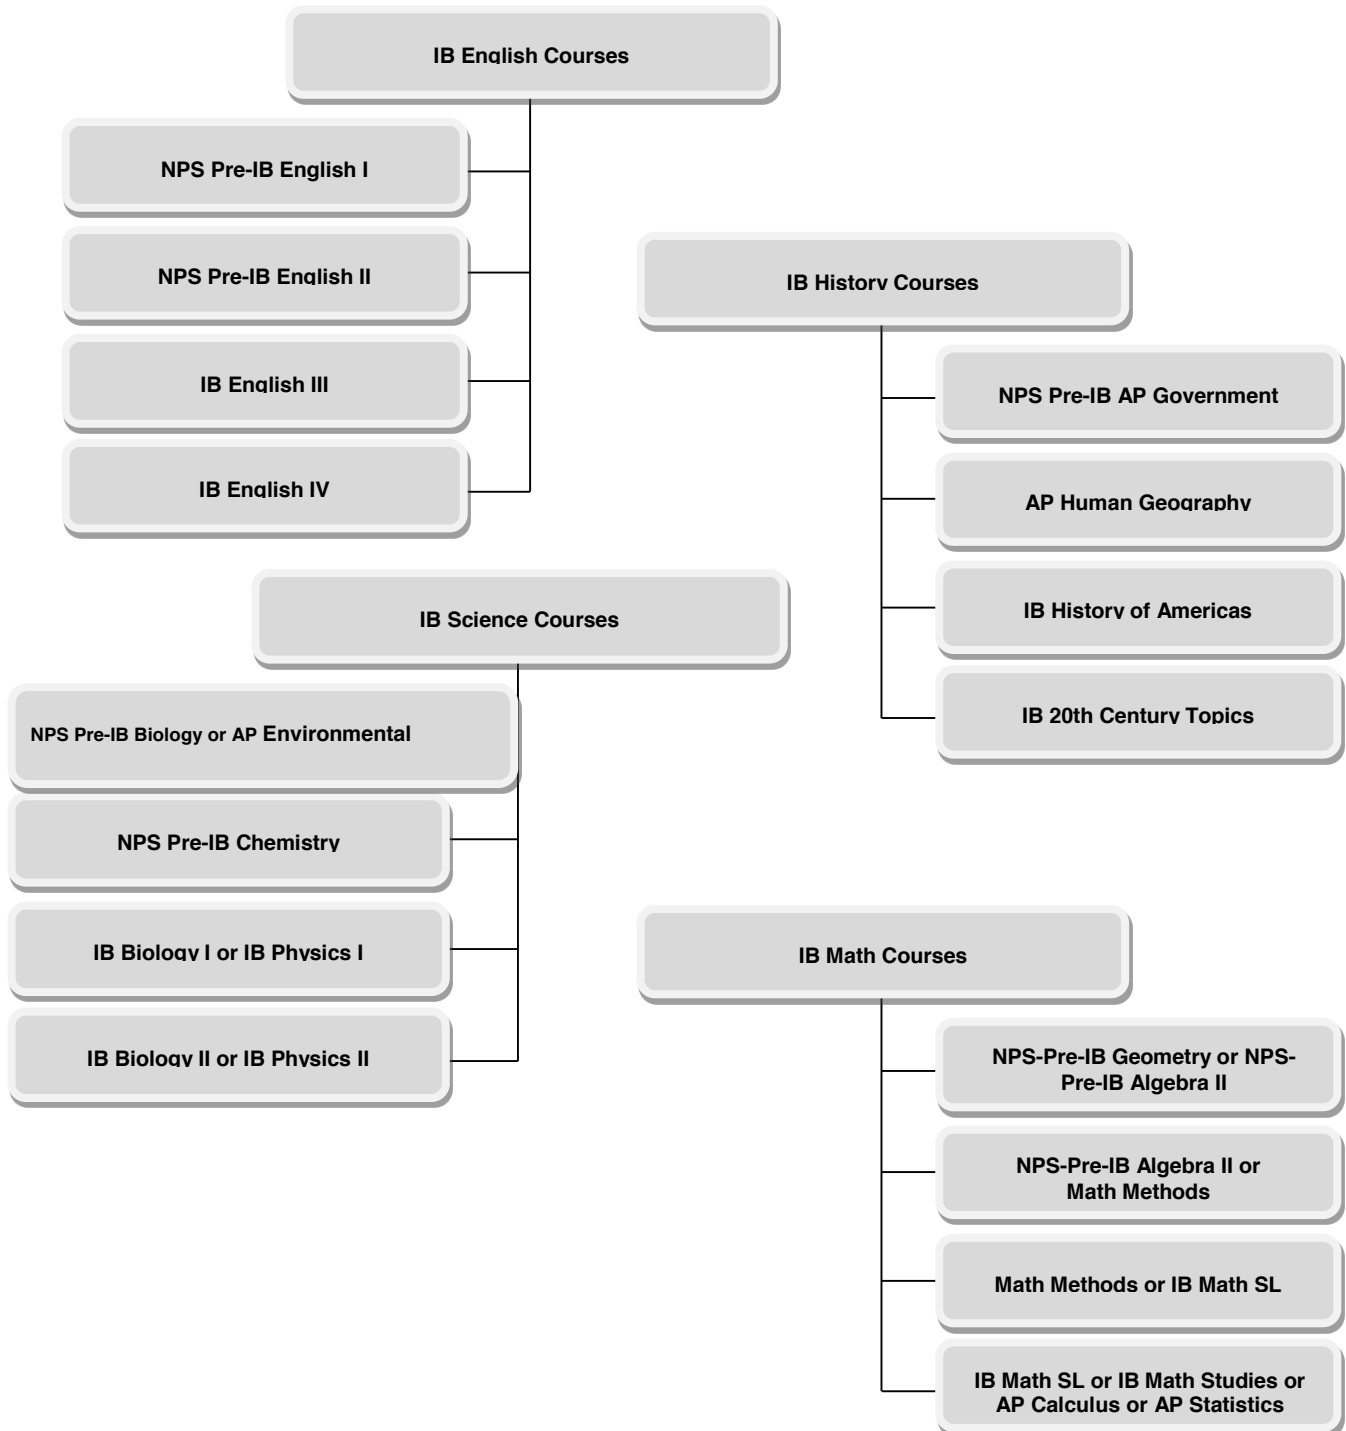 IB English Courses
NPS Pre-IB English I
NPS Pre-IB English II
IB English III
IB English IV
IB History Courses
NPS Pre-IB AP Government
AP Human Geography
IB History of Americas
IB 20th Century Topics
IB Science Courses
NPS Pre-IB Biology or AP Environmental
NPS Pre-IB Chemistry
IB Biology I or IB Physics I
IB Biology II or IB Physics II
IB Math Courses
NPS-Pre-IB Geometry or NPS-
Pre-IB Algebra II
NPS-Pre-IB Algebra II or
Math Methods
Math Methods or IB Math SL
IB Math SL or IB Math Studies or
AP Calculus or AP Statistics